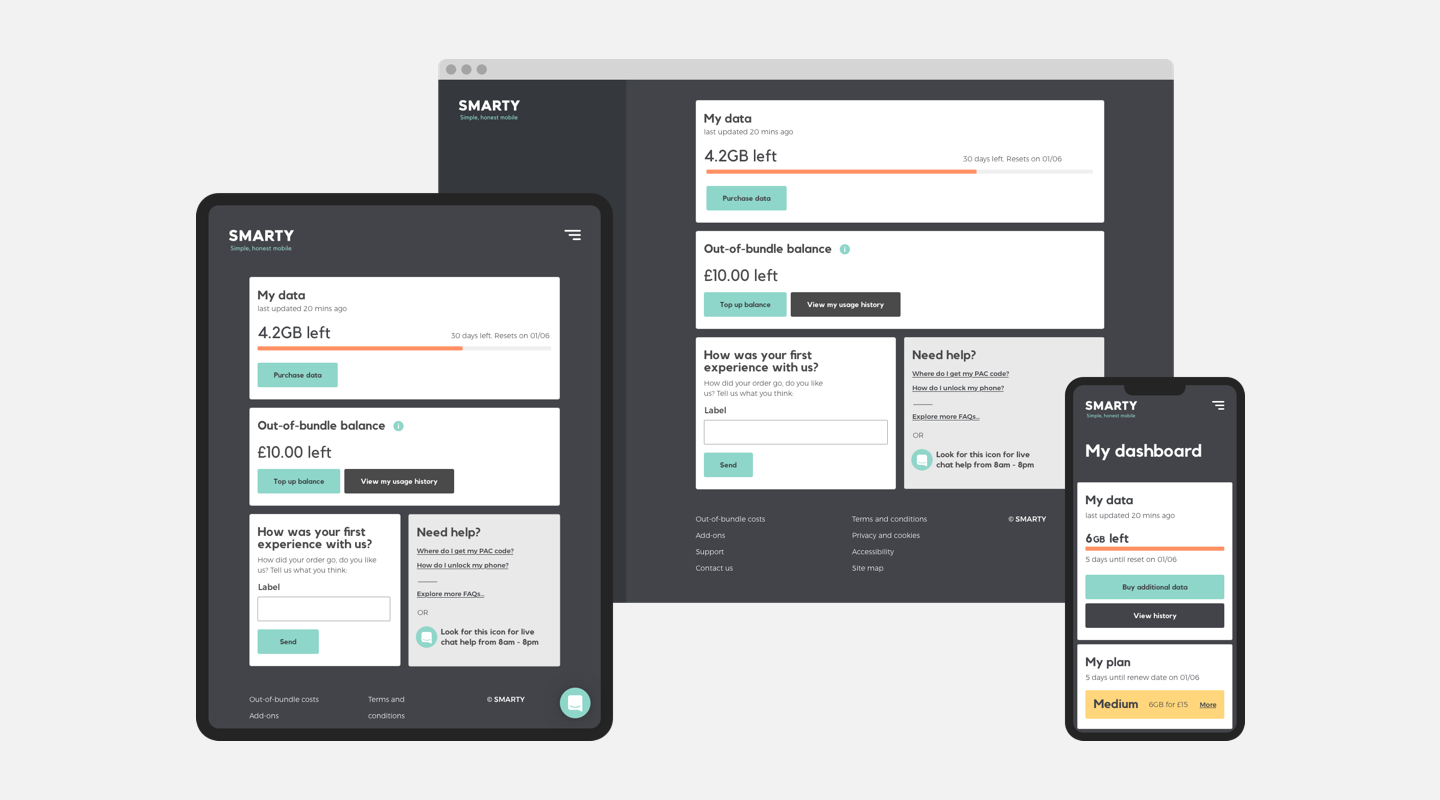 SMARTY
Simple, honest mobile
My data
last updated 20 mins ago
4.2GB left
30 days left. Resets on 01/06
Purchase data
Out-of-bundle balance i
£10.00 left
Top up balance
View my usage history
How was your first
experience with us?
How did your order go, do you like
us? Tell us what you think.
Label
Send
Need help?
Where do I get my PAC code?
How do I unlock my phone?
Explore more FAQs...
OR
Look for this icon for live
chat help from 8am - 8pm
Out-of-bundle costs
Add-ons
Support
Contact us
Terms and conditions
Privacy and cookies
Accessibility
Site map
© SMARTY
SMARTY
Simple, honest mobile
My data
last updated 20 mins ago
4.2GB left
30 days left. Resets on 01/06
Purchase data
Out-of-bundle balance i
£10.00 left
Top up balance
View my usage history
How was your first
experience with us?
How did your order go, do you like
us? Tell us what you think.
Label
Send
Need help?
Where do I get my PAC code?
How do I unlock my phone?
Explore more FAQs...
OR
Look for this icon for live
chat help from 8am - 8pm
Out-of-bundle costs
Add-ons
Terms and
conditions
© SMARTY
SMARTY
Simple, honest mobile
My dashboard
My data
last updated 20 mins ago
6GB left
5 days until reset on 01/06
Buy additional data
View history
My plan
5 days until renew date on 01/06
Medium 6GB for £15 More